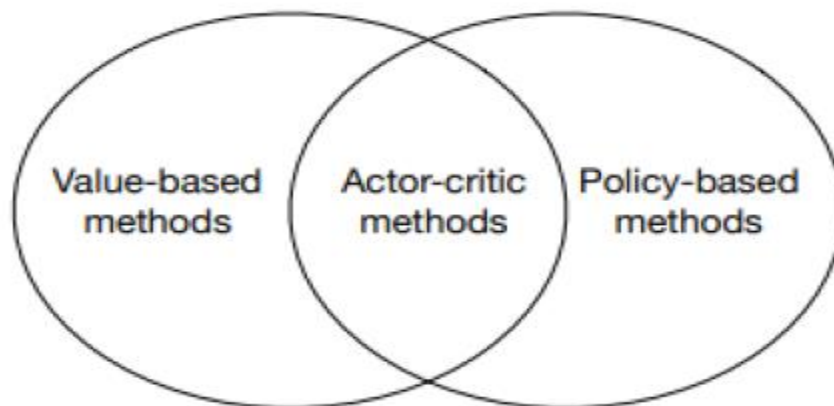 Value-based
methods
Actor-critic
methods
Policy-based
methods